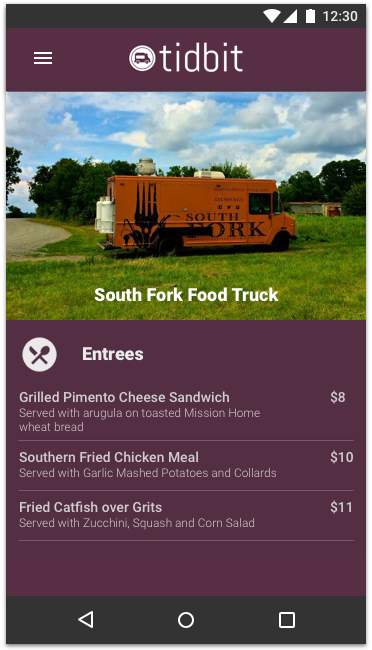 12:30
tidbit
SOUTH
FORK
South Fork Food Truck
Entrees
Grilled Pimento Cheese Sandwich $8
Served with arugula on toasted Mission Home
wheat bread
Southern Fried Chicken Meal $10
Served with Garlic Mashed Potatoes and Collards
Fried Catfish over Grits $11
Served with Zucchini, Squash and Corn Salad